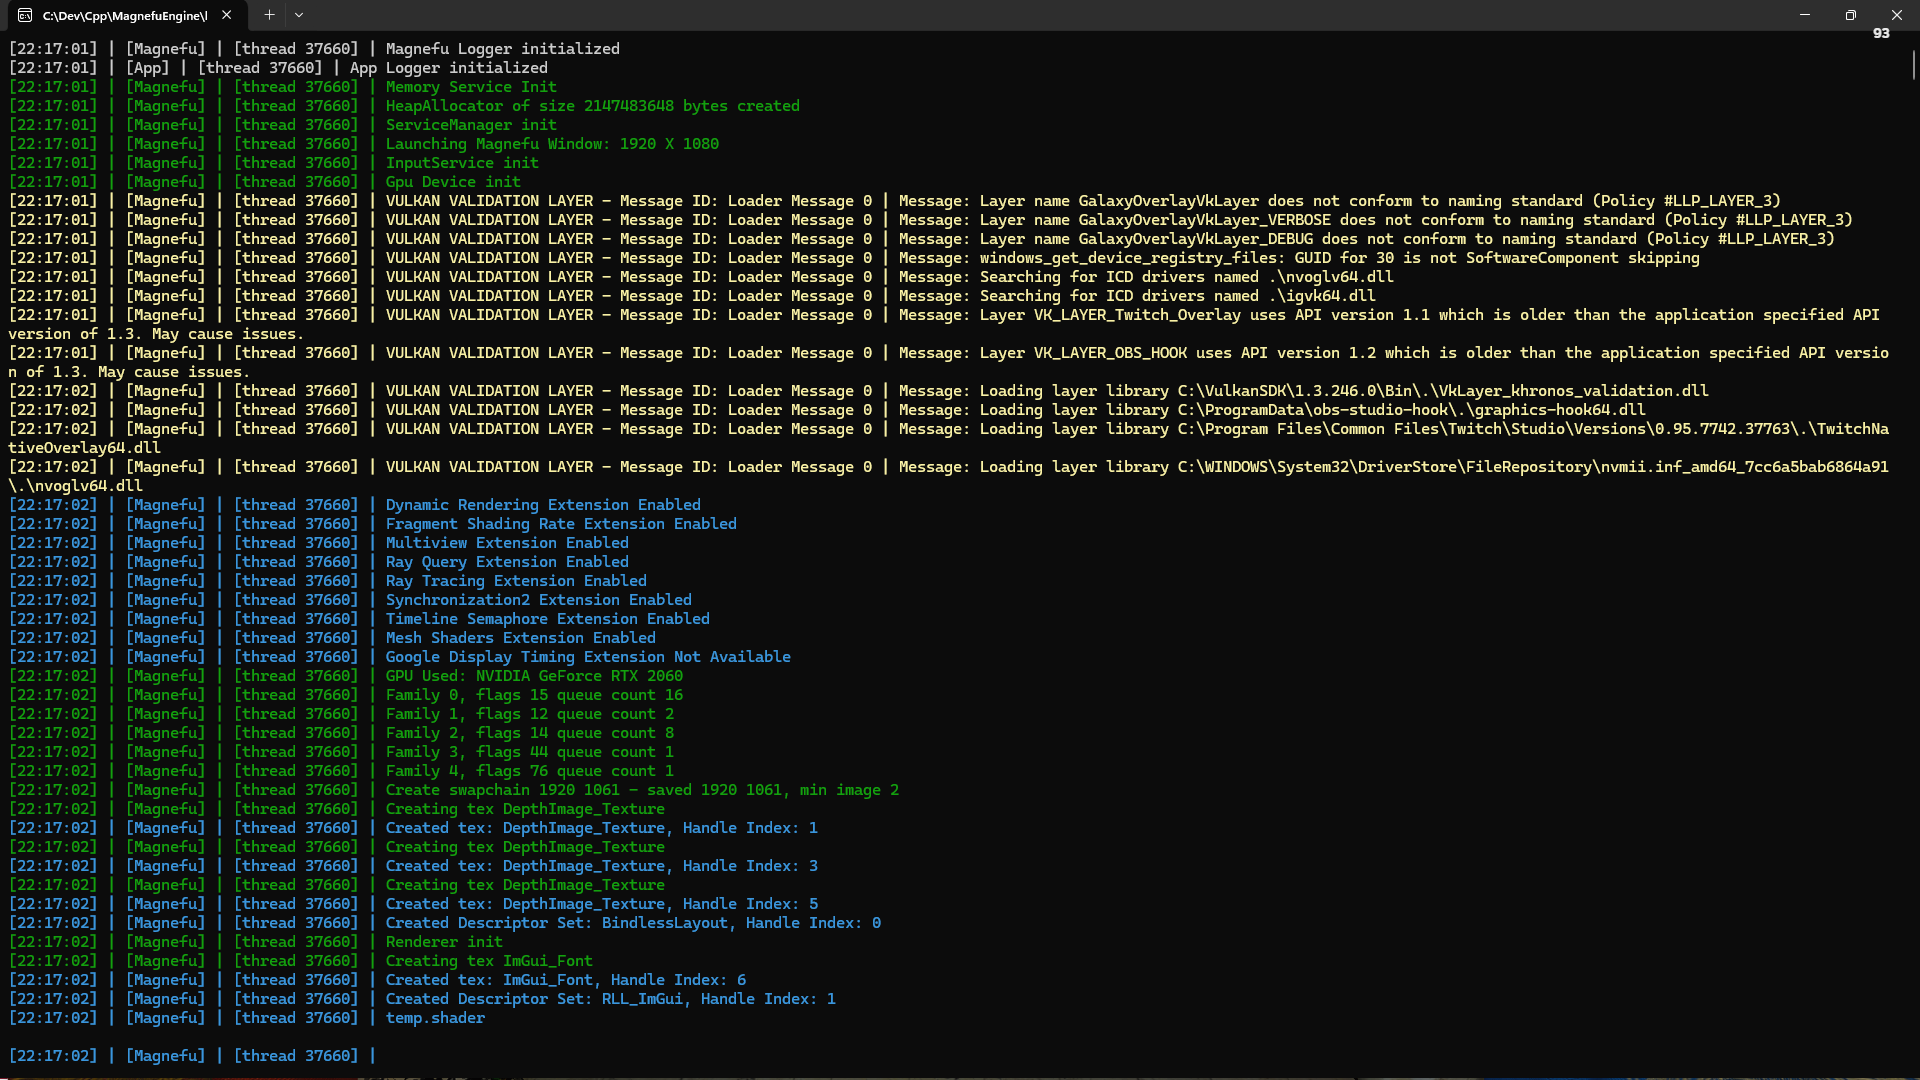 C:\Dev\Cpp\MagnefuEngine\l
93
[22:17:01] | [Magnefu] | [thread 37660] | Magnefu Logger initialized
[22:17:01] | [App] | [thread 37660] | App Logger initialized
[22:17:01] | [Magnefu] | [thread 37660] | Memory Service Init
[22:17:01] | [Magnefu] | [thread 37660] | HeapAllocator of size 2147483648 bytes created
[22:17:01] | [Magnefu] | [thread 37660] | ServiceManager init
[22:17:01] | [Magnefu] | [thread 37660] | Launching Magnefu Window: 1920 X 1080
[22:17:01] | [Magnefu] | [thread 37660] | InputService init
[22:17:01] | [Magnefu] | [thread 37660] | Gpu Device init
[22:17:01] | [Magnefu] | [thread 37660] | VULKAN VALIDATION LAYER - Message ID: Loader Message 0 | Message: Layer name GalaxyOverlayVkLayer does not conform to naming standard (Policy #LLP_LAYER_3)
[22:17:01] | [Magnefu] | [thread 37660] | VULKAN VALIDATION LAYER - Message ID: Loader Message 0 | Message: Layer name GalaxyOverlayVkLayer_VERBOSE does not conform to naming standard (Policy #LLP_LAYER_3)
[22:17:01] | [Magnefu] | [thread 37660] | VULKAN VALIDATION LAYER - Message ID: Loader Message 0 | Message: Layer name GalaxyOverlayVkLayer_DEBUG does not conform to naming standard (Policy #LLP_LAYER_3)
[22:17:01] | [Magnefu] | [thread 37660] | VULKAN VALIDATION LAYER - Message ID: Loader Message 0 | Message: windows_get_device_registry_files: GUID for 30 is not SoftwareComponent skipping
[22:17:01] | [Magnefu] | [thread 37660] | VULKAN VALIDATION LAYER - Message ID: Loader Message 0 | Message: Searching for ICD drivers named .\nvoglv64.dll
[22:17:01] | [Magnefu] | [thread 37660] | VULKAN VALIDATION LAYER - Message ID: Loader Message 0 | Message: Searching for ICD drivers named .\igvk64.dll
[22:17:01] | [Magnefu] | [thread 37660] | VULKAN VALIDATION LAYER - Message ID: Loader Message 0 | Message: Layer VK_LAYER_Twitch_Overlay uses API version 1.1 which is older than the application specified API
version of 1.3. May cause issues.
[22:17:01] | [Magnefu] | [thread 37660] | VULKAN VALIDATION LAYER - Message ID: Loader Message 0 | Message: Layer VK_LAYER_OBS_HOOK uses API version 1.2 which is older than the application specified API versio
n of 1.3. May cause issues.
[22:17:02] | [Magnefu] | [thread 37660] | VULKAN VALIDATION LAYER - Message ID: Loader Message 0 | Message: Loading layer library C:\VulkanSDK\1.3.246.0\Bin\.\VkLayer_khronos_validation.dll
[22:17:02] | [Magnefu] | [thread 37660] | VULKAN VALIDATION LAYER - Message ID: Loader Message 0 | Message: Loading layer library C:\ProgramData\obs-studio-hook\.\graphics-hook64.dll
[22:17:02] | [Magnefu] | [thread 37660] | VULKAN VALIDATION LAYER - Message ID: Loader Message 0 | Message: Loading layer library C:\Program Files\Common Files\Twitch\Studio\Versions\0.95.7742.37763\.\TwitchNa
tiveOverlay64.dll
[22:17:02] | [Magnefu] | [thread 37660] | VULKAN VALIDATION LAYER - Message ID: Loader Message 0 | Message: Loading layer library C:\WINDOWS\System32\DriverStore\FileRepository\nvmii.inf_amd64_7cc6a5bab6864a91
\.\nvoglv64.dll
[22:17:02] | [Magnefu] | [thread 37660] | Dynamic Rendering Extension Enabled
[22:17:02] | [Magnefu] | [thread 37660] | Fragment Shading Rate Extension Enabled
[22:17:02] | [Magnefu] | [thread 37660] | Multiview Extension Enabled
[22:17:02] | [Magnefu] | [thread 37660] | Ray Query Extension Enabled
[22:17:02] | [Magnefu] | [thread 37660] | Ray Tracing Extension Enabled
[22:17:02] | [Magnefu] | [thread 37660] | Synchronization2 Extension Enabled
[22:17:02] | [Magnefu] | [thread 37660] | Timeline Semaphore Extension Enabled
[22:17:02] | [Magnefu] | [thread 37660] | Mesh Shaders Extension Enabled
[22:17:02] | [Magnefu] | [thread 37660] | Google Display Timing Extension Not Available
[22:17:02] | [Magnefu] | [thread 37660] | GPU Used: NVIDIA GeForce RTX 2060
[22:17:02] | [Magnefu] | [thread 37660] | Family 0, flags 15 queue count 16
[22:17:02] | [Magnefu] | [thread 37660] | Family 1, flags 12 queue count 2
[22:17:02] | [Magnefu] | [thread 37660] | Family 2, flags 14 queue count 8
[22:17:02] | [Magnefu] | [thread 37660] | Family 3, flags 44 queue count 1
[22:17:02] | [Magnefu] | [thread 37660] | Family 4, flags 76 queue count 1
[22:17:02] | [Magnefu] | [thread 37660] | Create swapchain 1920 1061 - saved 1920 1061, min image 2
[22:17:02] | [Magnefu] | [thread 37660] | Creating tex DepthImage_Texture
[22:17:02] | [Magnefu] | [thread 37660] | Created tex: DepthImage_Texture, Handle Index: 1
[22:17:02] | [Magnefu] | [thread 37660] | Creating tex DepthImage_Texture
[22:17:02] | [Magnefu] | [thread 37660] | Created tex: DepthImage_Texture, Handle Index: 3
[22:17:02] | [Magnefu] | [thread 37660] | Creating tex DepthImage_Texture
[22:17:02] | [Magnefu] | [thread 37660] | Created tex: DepthImage_Texture, Handle Index: 5
[22:17:02] | [Magnefu] | [thread 37660] | Created Descriptor Set: BindlessLayout, Handle Index: 0
[22:17:02] | [Magnefu] | [thread 37660] | Renderer init
[22:17:02] | [Magnefu] | [thread 37660] | Creating tex ImGui_Font
[22:17:02] | [Magnefu] | [thread 37660] | Created tex: ImGui_Font, Handle Index: 6
[22:17:02] | [Magnefu] | [thread 37660] | Created Descriptor Set: RLL_ImGui, Handle Index: 1
[22:17:02] | [Magnefu] | [thread 37660] | temp.shader
[22:17:02] | [Magnefu] | [thread 37660] |